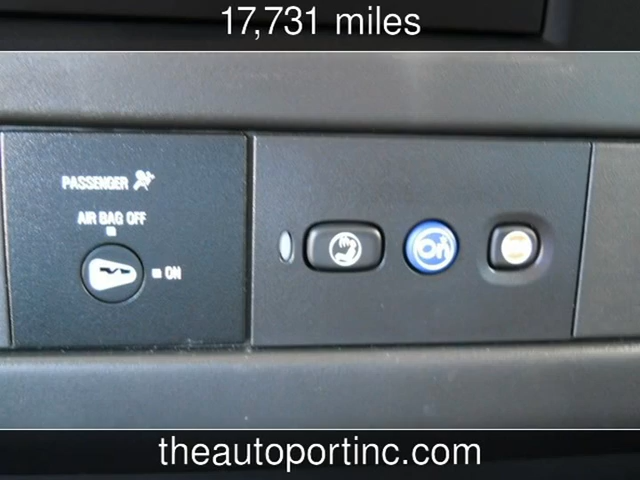 17,731 miles
PASSENGER
AIR BAG OFF
ON
theautoportinc.com